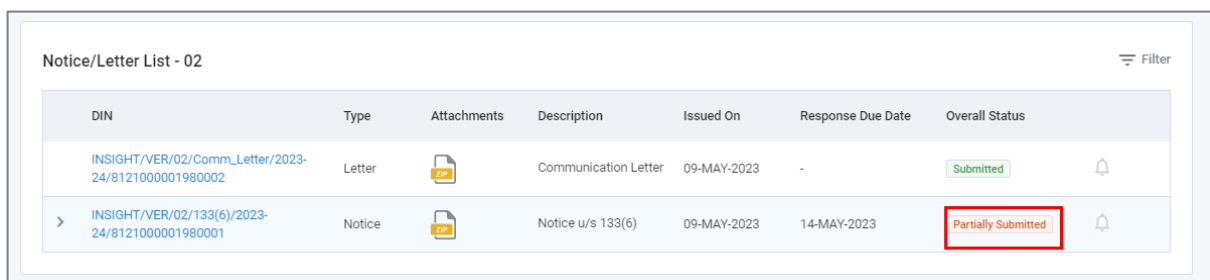 Notice/Letter List - 02
Filter
DIN Type Attachments Description Issued On Response Due Date Overall Status
INSIGHT/VER/02/Comm_Letter/2023-
24/8121000001980002
Letter ZIP Communication Letter 09-MAY-2023 - Submitted
INSIGHT/VER/02/133(6)/2023-
24/8121000001980001
Notice ZIP Notice u/s 133(6) 09-MAY-2023 14-MAY-2023 Partially Submitted